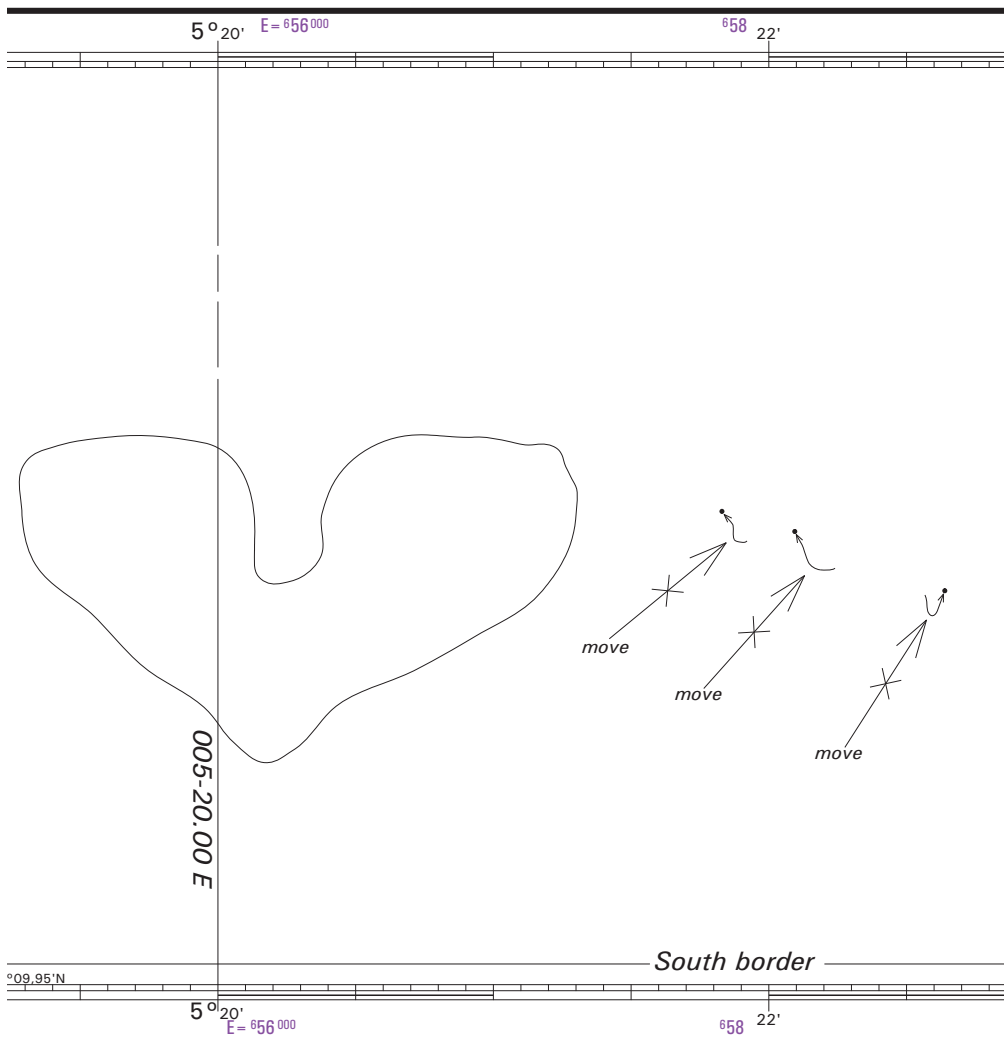 5° 20' E= ⁶56⁰⁰⁰ ⁶58 22'
move
move
move
005-20.00 E
South border
°09,95'N
5° 20' E= ⁶56⁰⁰⁰ ⁶58 22'